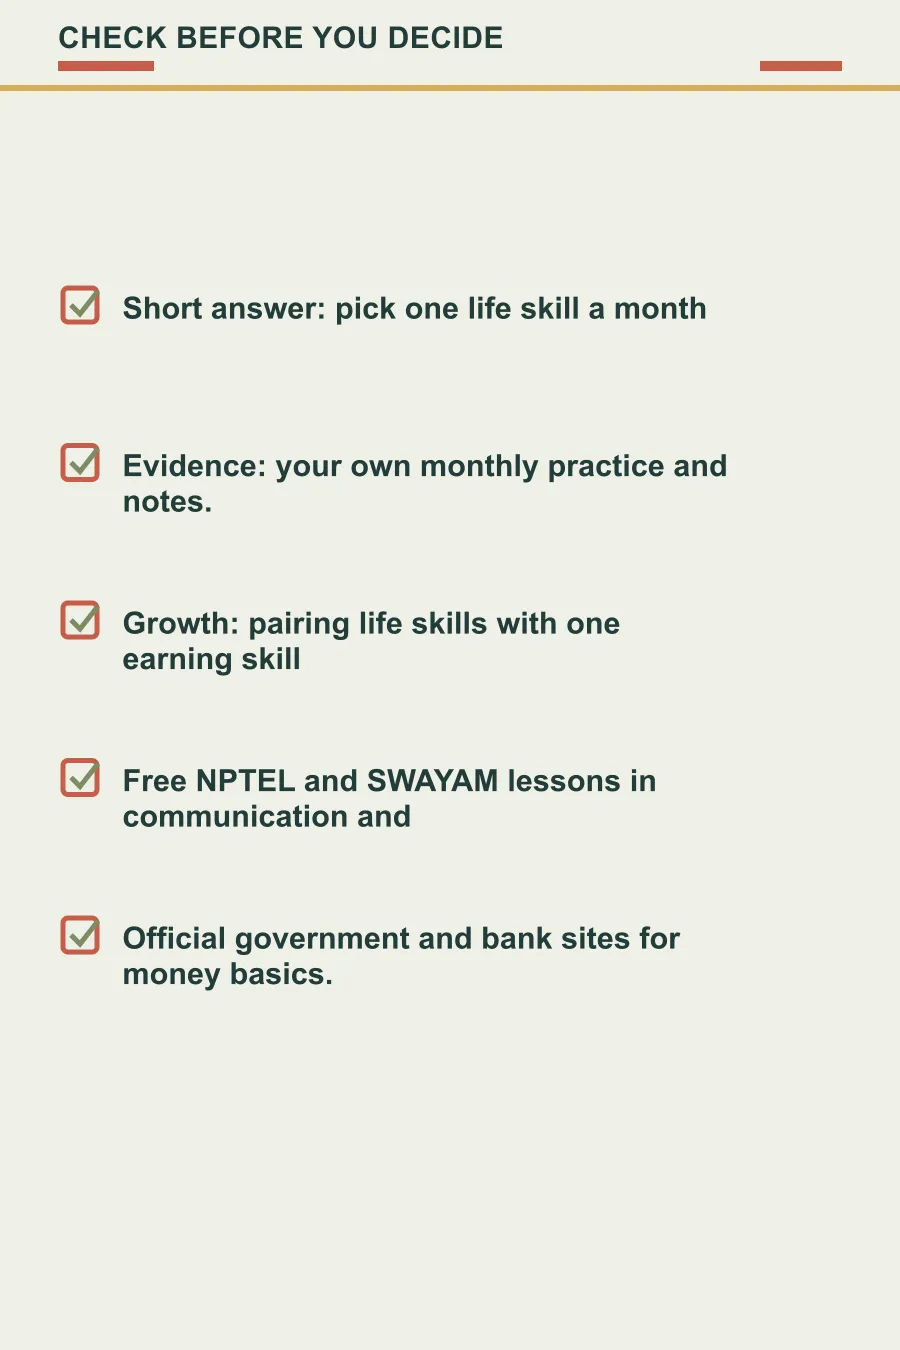 CHECK BEFORE YOU DECIDE
Short answer: pick one life skill a month
Evidence: your own monthly practice and
notes.
Growth: pairing life skills with one
earning skill
Free NPTEL and SWAYAM lessons in
communication and
Official government and bank sites for
money basics.